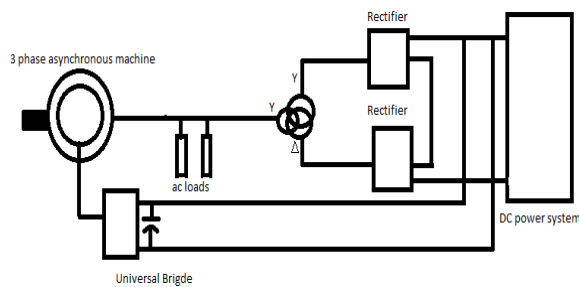 Rectifier
3 phase asynchronous machine
Y
Y
Rectifier
Δ
ac loads
DC power system
Universal Brigde